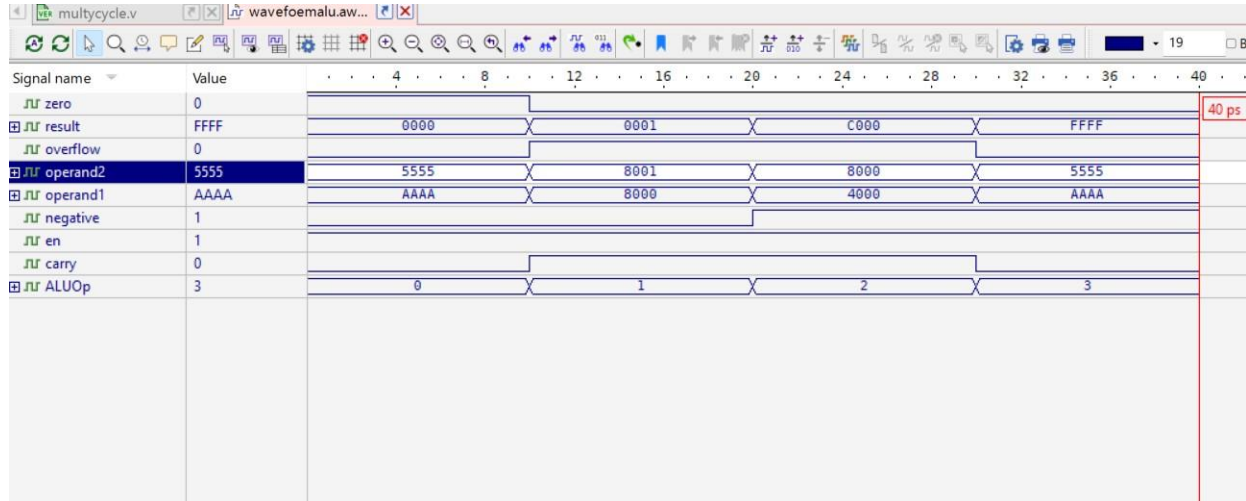 multycycle.v wavefoemalu.aw...
19
Signal name Value 4 8 12 16 20 24 28 32 36 40
zero 0
40 ps
result FFFF 0000 0001 C000 FFFF
overflow 0
operand2 5555 5555 8001 8000 5555
operand1 AAAA AAAA 8000 4000 AAAA
negative 1
en 1
carry 0
ALUOp 3 0 1 2 3